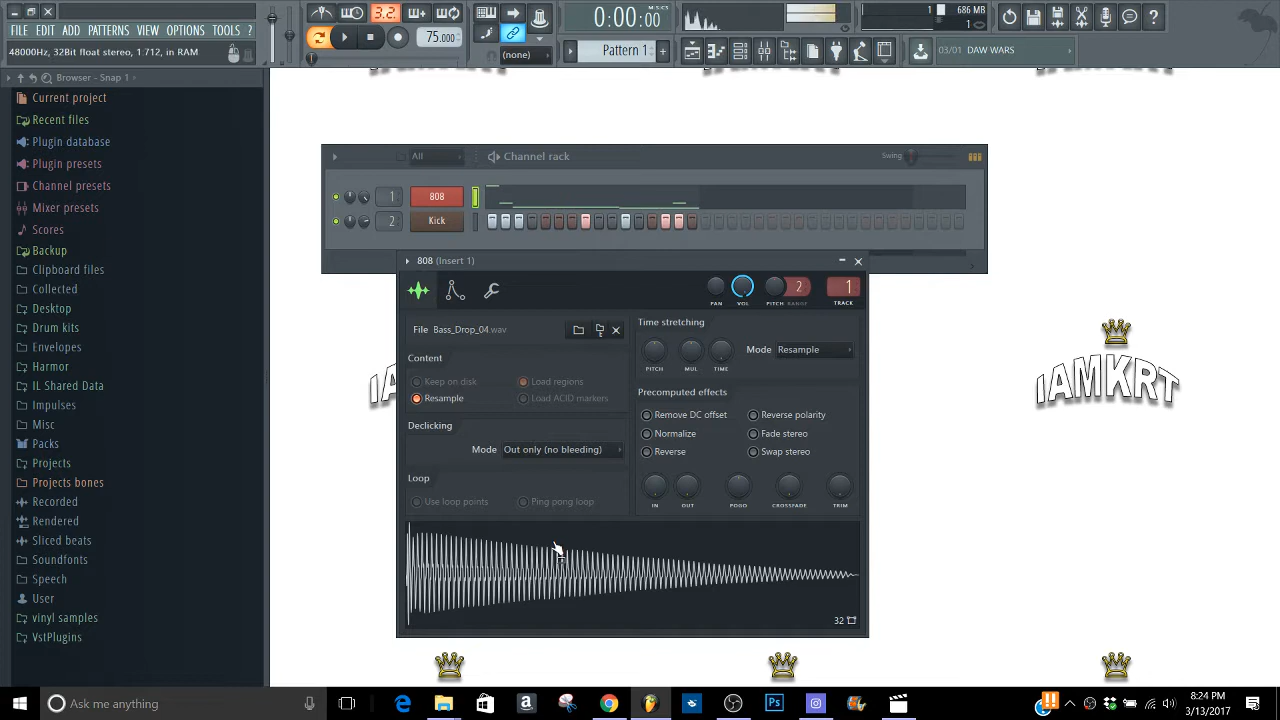 3.2
0:00:00
M:S:CS
1
686 MB
1
FILE EDIT ADD PATTERNS VIEW OPTIONS TOOLS ?
75.000
48000Hz, 32Bit float stereo, 1.712, in RAM
(none)
Pattern 1
03/01 DAW WARS
Browser - Snap 1
Current project
Recent files
Plugin database
Plugin presets
Channel presets
Mixer presets
Scores
Backup
Clipboard files
Collected
Desktop
Drum kits
Envelopes
Harmor
IL Shared Data
Impulses
Misc
Packs
Projects
Projects bones
Recorded
Rendered
Sliced beats
Soundfonts
Speech
User
vinyl samples
VstPlugins
All
Channel rack
Swing
1
808
2
Kick
808 (Insert 1)
2
1
PAN
VOL
PITCH
RANGE
TRACK
File Bass_Drop_04.wav
Time stretching
PITCH
MUL
TIME
Mode Resample
Content
Keep on disk
Load regions
Resample
Load ACID markers
Precomputed effects
Remove DC offset
Reverse polarity
Normalize
Fade stereo
Reverse
Swap stereo
Declicking
Mode Out only (no bleeding)
Loop
Use loop points
Ping pong loop
IN
OUT
POGO
CROSSFADE
TRIM
32
IAMKRT
Ask me anything
8:24 PM
3/13/2017